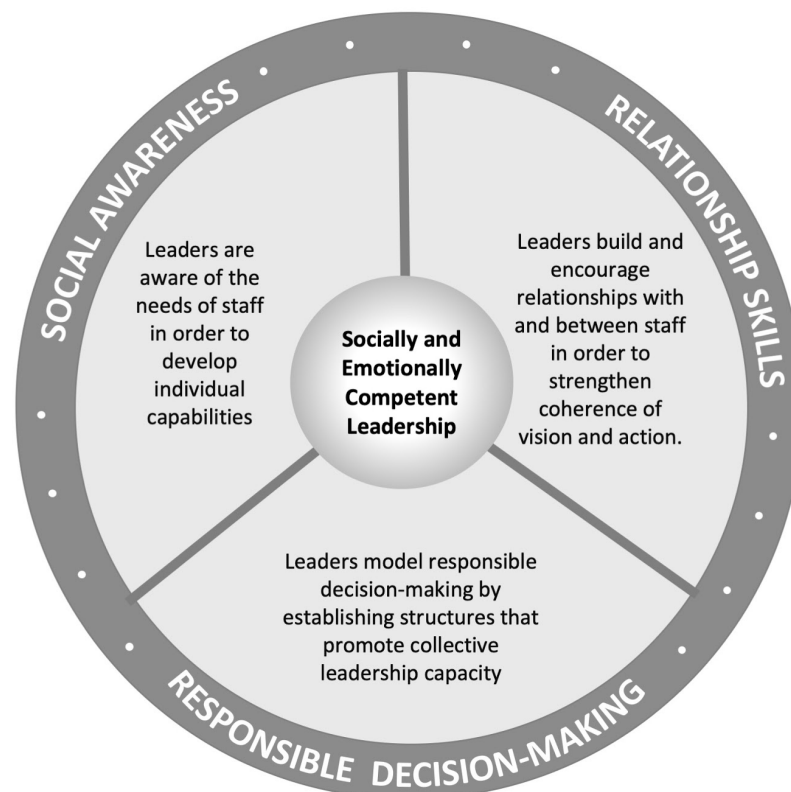 SOCIAL AWARENESS
RELATIONSHIP SKILLS
Leaders are
aware of the
needs of staff
in order to
develop
individual
capabilities
Leaders build and
encourage
relationships with
and between staff
in order to
strengthen
coherence of
vision and action.
Socially and
Emotionally
Competent
Leadership
Leaders model responsible
decision-making by
establishing structures that
promote collective
leadership capacity
RESPONSIBLE DECISION-MAKING